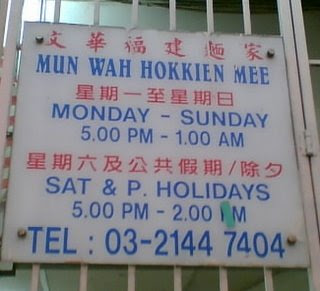 文華福建麵家
MUN WAH HOKKIEN MEE
星期一至星期日
MONDAY - SUNDAY
5.00 PM - 1.00 AM
星期六及公共假期/除夕
SAT & P. HOLIDAYS
5.00 PM - 2.00 M
TEL : 03-2144 7404